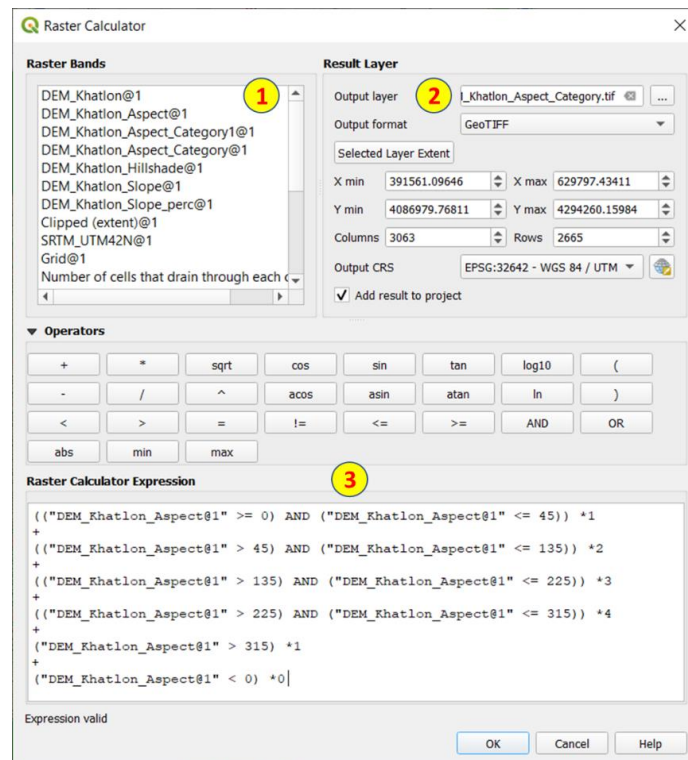 Raster Calculator
Raster Bands
1
DEM_Khatlon@1
DEM_Khatlon_Aspect@1
DEM_Khatlon_Aspect_Category1@1
DEM_Khatlon_Aspect_Category@1
DEM_Khatlon_Hillshade@1
DEM_Khatlon_Slope@1
DEM_Khatlon_Slope_perc@1
Clipped (extent)@1
SRTM_UTM42N@1
Grid@1
Number of cells that drain through each c
Result Layer
Output layer 2 l_Khatlon_Aspect_Category.tif ...
Output format GeoTIFF
Selected Layer Extent
X min 391561.09646 X max 629797.43411
Y min 4086979.76811 Y max 4294260.15984
Columns 3063 Rows 2665
Output CRS EPSG:32642 - WGS 84 / UTM
Add result to project
Operators
+ * sqrt cos sin tan log10 (
- / ^ acos asin atan ln )
< > = != <= >= AND OR
abs min max
Raster Calculator Expression 3
(("DEM_Khatlon_Aspect@1" >= 0) AND ("DEM_Khatlon_Aspect@1" <= 45)) *1
+
(("DEM_Khatlon_Aspect@1" > 45) AND ("DEM_Khatlon_Aspect@1" <= 135)) *2
+
(("DEM_Khatlon_Aspect@1" > 135) AND ("DEM_Khatlon_Aspect@1" <= 225)) *3
+
(("DEM_Khatlon_Aspect@1" > 225) AND ("DEM_Khatlon_Aspect@1" <= 315)) *4
+
("DEM_Khatlon_Aspect@1" > 315) *1
+
("DEM_Khatlon_Aspect@1" < 0) *0
Expression valid
OK Cancel Help